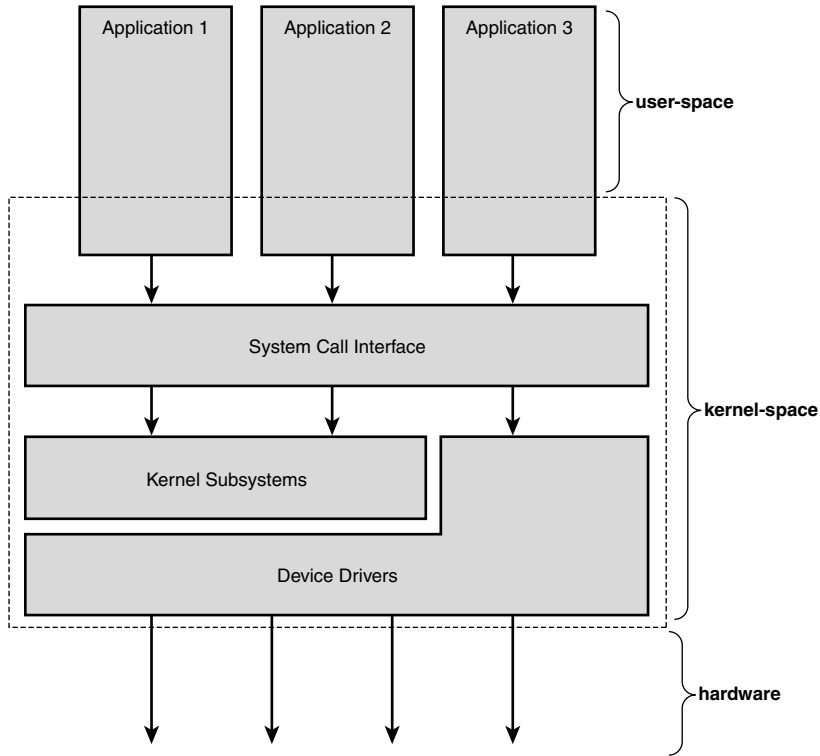 Application 1
Application 2
Application 3
user-space
System Call Interface
kernel-space
Kernel Subsystems
Device Drivers
hardware